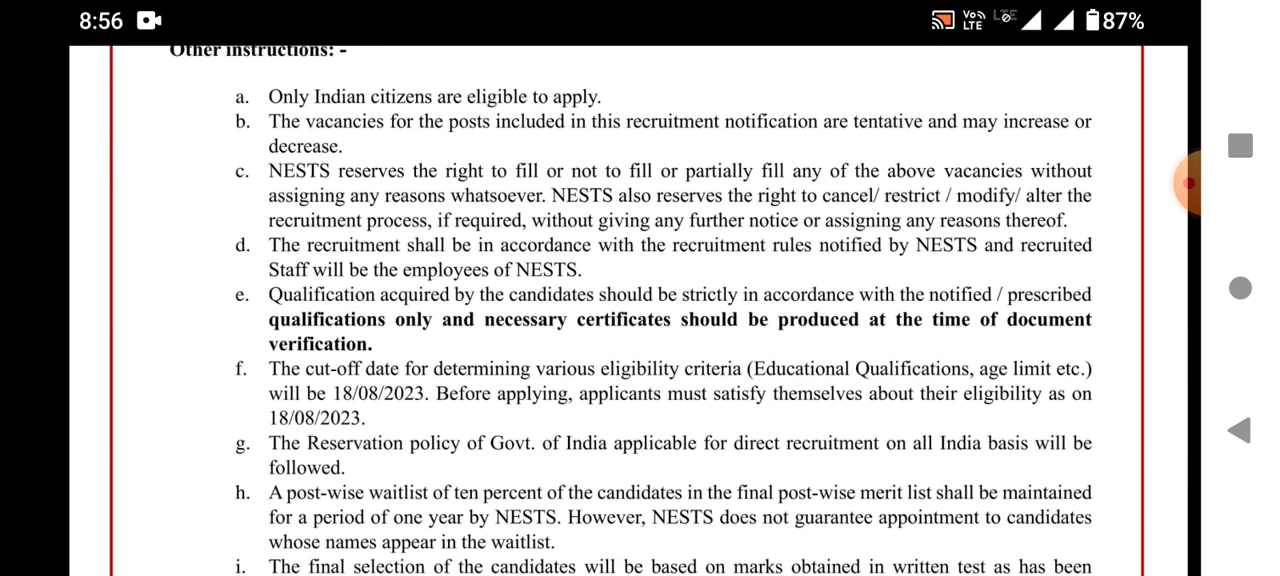 8:56
Vo LTE LTE 87%
Other instructions: -
a. Only Indian citizens are eligible to apply.
b. The vacancies for the posts included in this recruitment notification are tentative and may increase or
decrease.
c. NESTS reserves the right to fill or not to fill or partially fill any of the above vacancies without
assigning any reasons whatsoever. NESTS also reserves the right to cancel/ restrict / modify/ alter the
recruitment process, if required, without giving any further notice or assigning any reasons thereof.
d. The recruitment shall be in accordance with the recruitment rules notified by NESTS and recruited
Staff will be the employees of NESTS.
e. Qualification acquired by the candidates should be strictly in accordance with the notified / prescribed
qualifications only and necessary certificates should be produced at the time of document
verification.
f. The cut-off date for determining various eligibility criteria (Educational Qualifications, age limit etc.)
will be 18/08/2023. Before applying, applicants must satisfy themselves about their eligibility as on
18/08/2023.
g. The Reservation policy of Govt. of India applicable for direct recruitment on all India basis will be
followed.
h. A post-wise waitlist of ten percent of the candidates in the final post-wise merit list shall be maintained
for a period of one year by NESTS. However, NESTS does not guarantee appointment to candidates
whose names appear in the waitlist.
i. The final selection of the candidates will be based on marks obtained in written test as has been